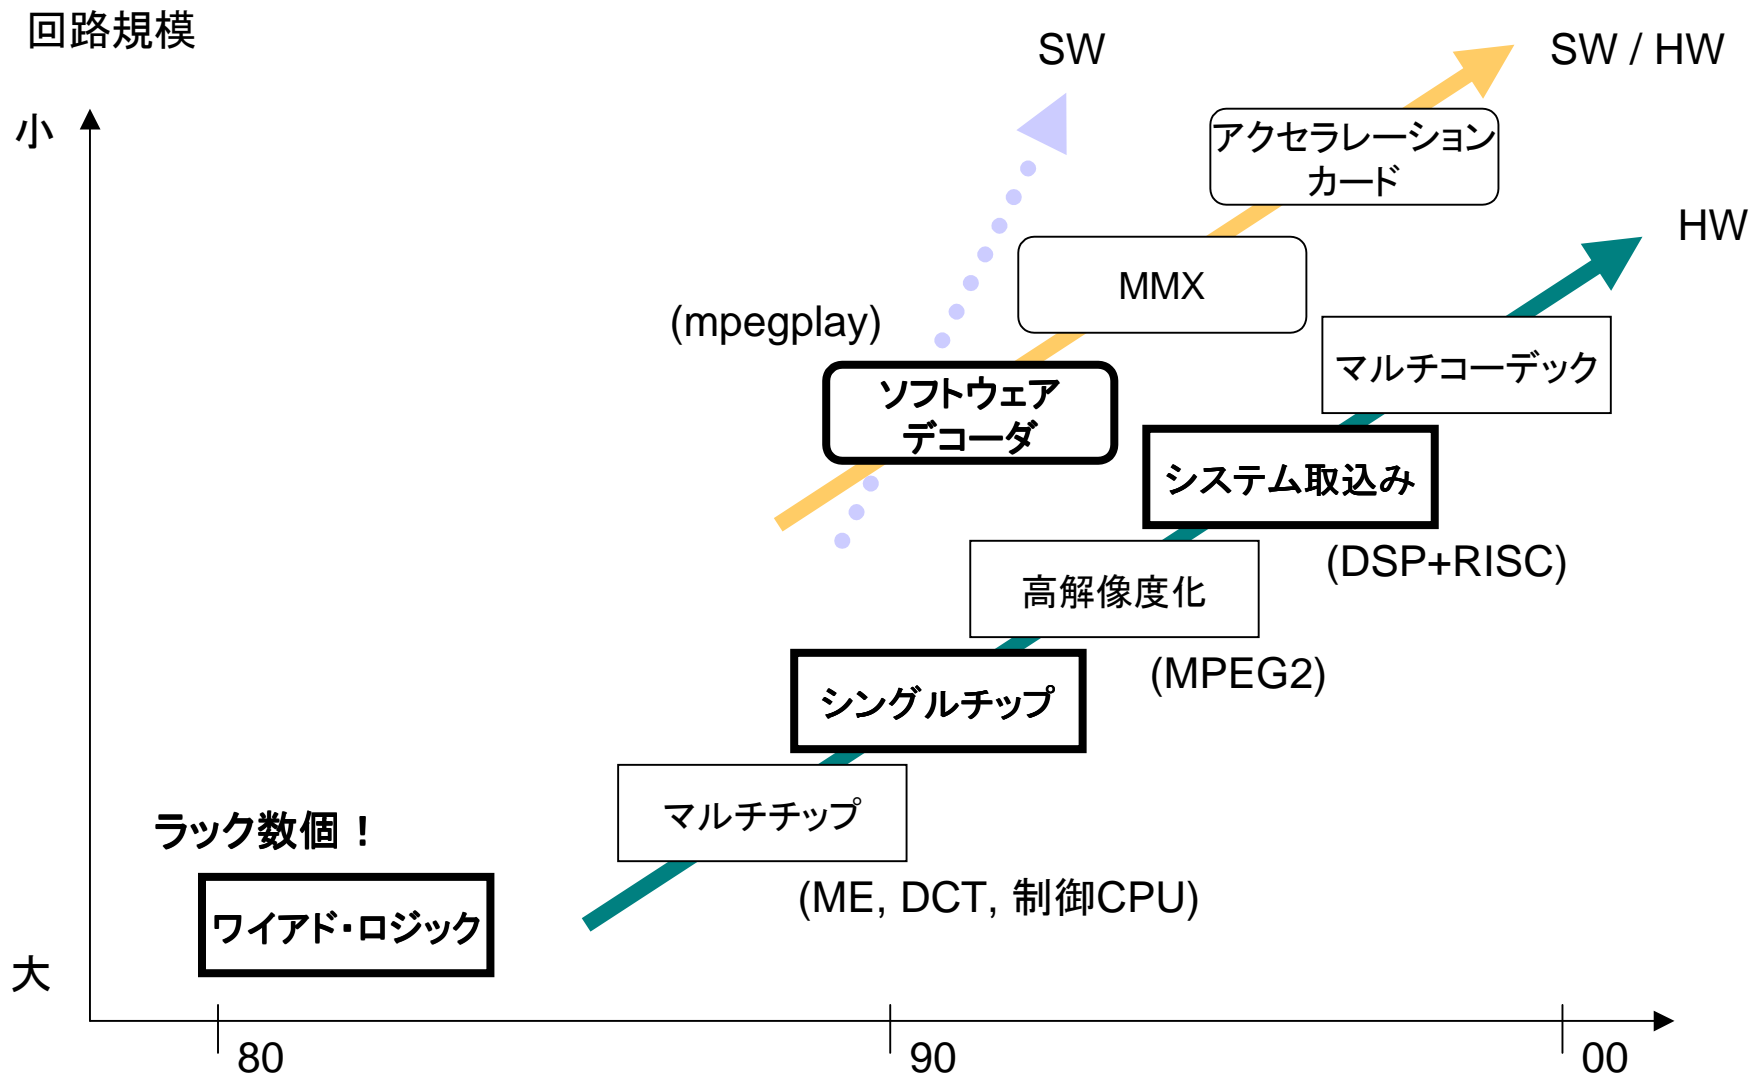 回路規模
SW
SW / HW
小
アクセラレーション
カード
HW
MMX
(mpegplay)
マルチコーデック
ソフトウェア
デコーダ
システム取込み
(DSP+RISC)
高解像度化
(MPEG2)
シングルチップ
マルチチップ
ラック数個！
(ME, DCT, 制御CPU)
ワイアド・ロジック
大
80
90
00